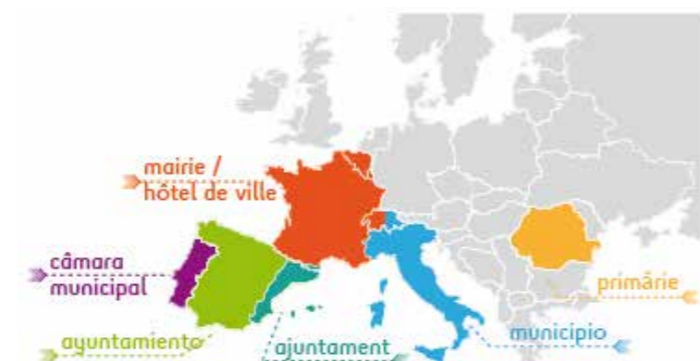 mairie /
hôtel de ville
câmara
municipal
primărie
municipio
ayuntamiento
ajuntament